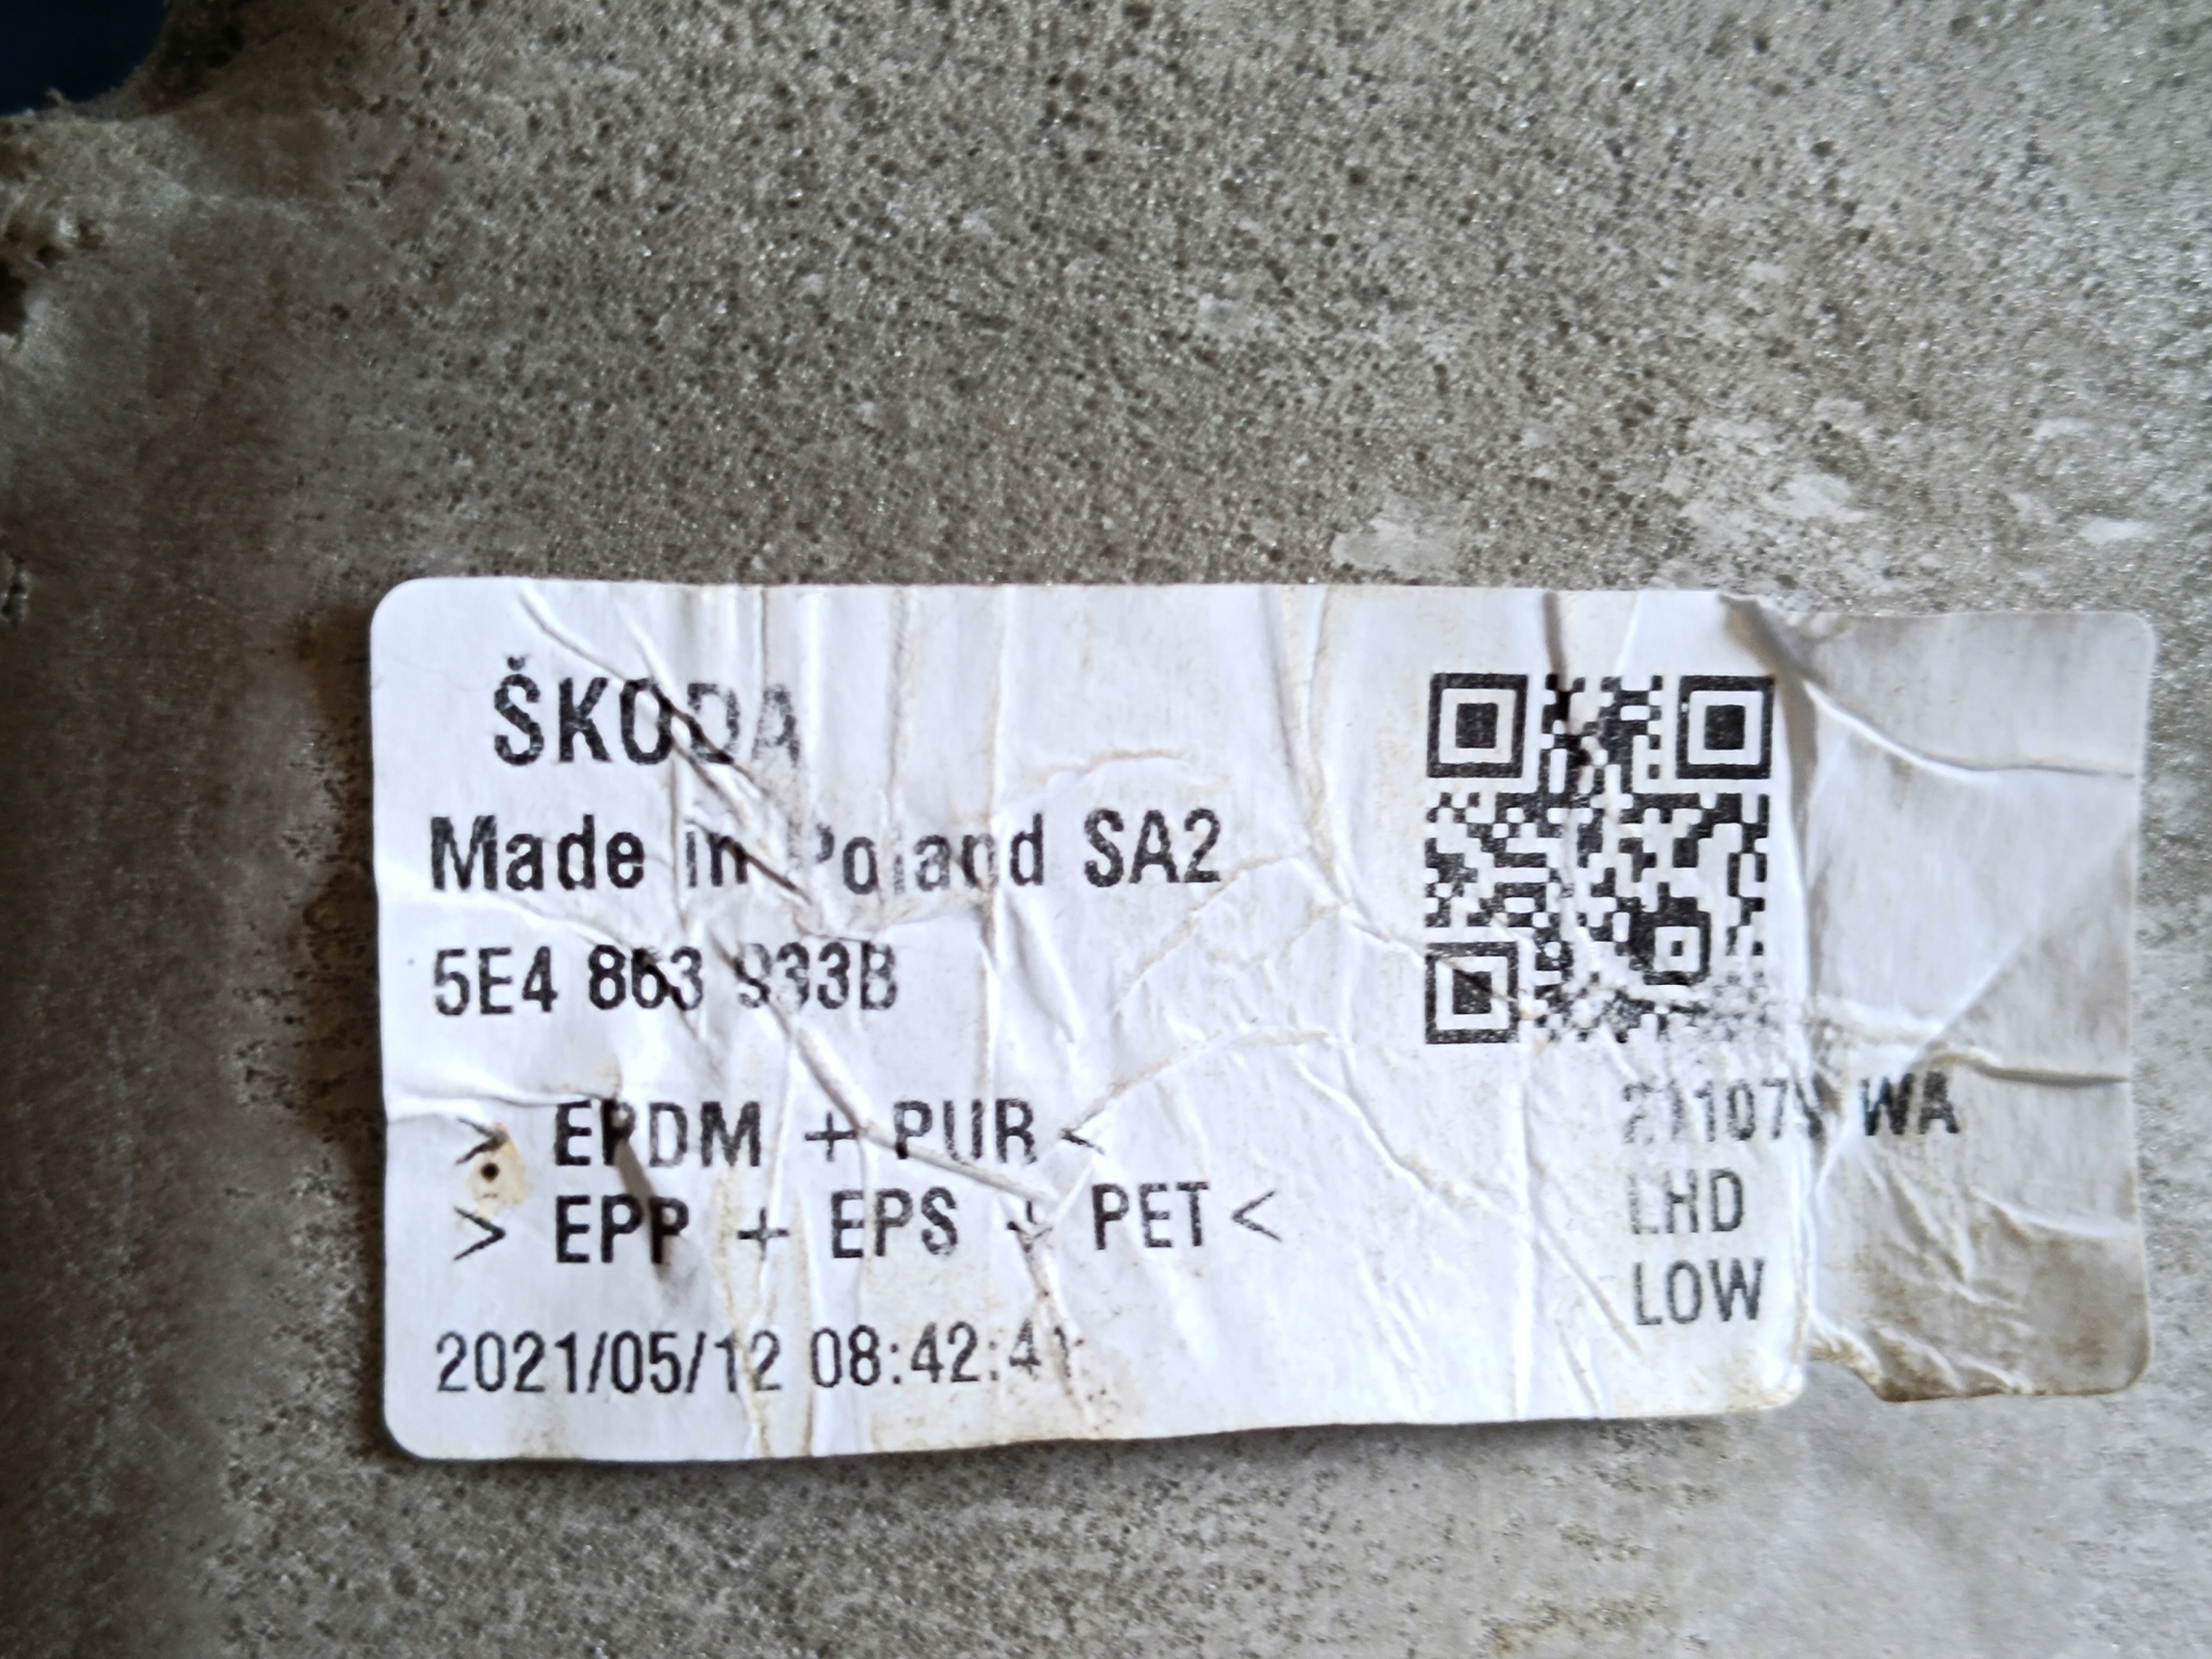 ŠKODA
Made in Poland SA2
5E4 863 933B
> EPDM + PUR <
> EPP + EPS + PET <
2021/05/12 08:42:41
WA
LHD
LOW